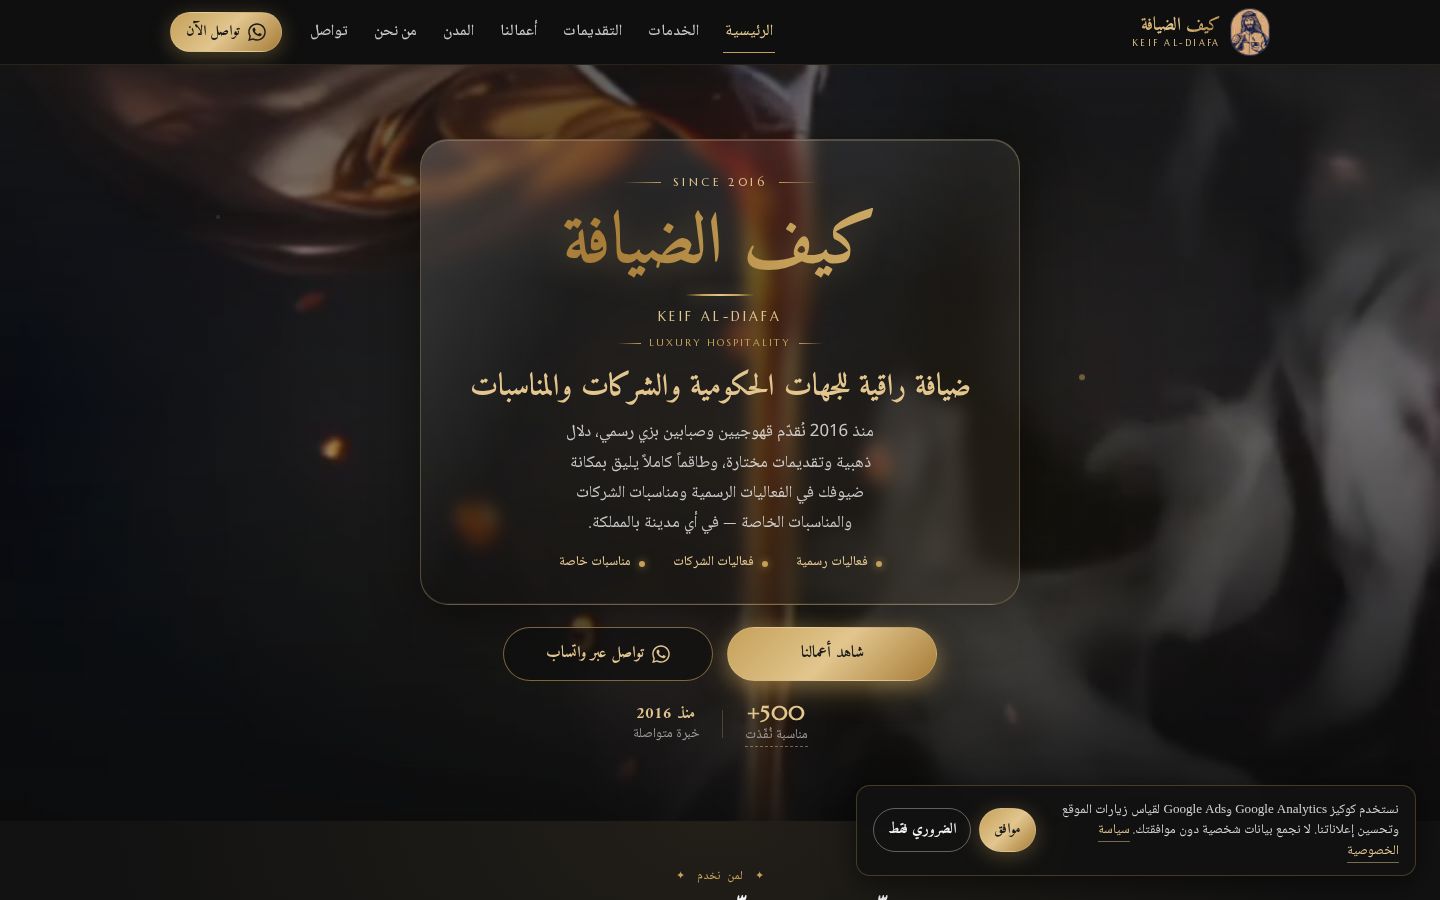 كيف الضيافة
KEIF AL-DIAFA
الرئيسية
الخدمات
التقديمات
أعمالنا
المدن
من نحن
تواصل
تواصل الآن
SINCE 2016
كيف الضيافة
KEIF AL-DIAFA
LUXURY HOSPITALITY
ضيافة راقية للجهات الحكومية والشركات والمناسبات
منذ 2016 نُقدّم قهوجيين وصبابين بزي رسمي، دلال
ذهبية وتقديمات مختارة، وطاقماً كاملاً يليق بمكانة
ضيوفك في الفعاليات الرسمية ومناسبات الشركات
والمناسبات الخاصة — في أي مدينة بالمملكة.
فعاليات رسمية
فعاليات الشركات
مناسبات خاصة
شاهد أعمالنا
تواصل عبر واتساب
+500
مناسبة نُفّذت
منذ 2016
خبرة متواصلة
نستخدم كوكيز Google Analytics وGoogle Ads لقياس زيارات الموقع
وتحسين إعلاناتنا. لا نجمع بيانات شخصية دون موافقتك. سياسة
الخصوصية
موافق
الضروري فقط
لمن نخدم